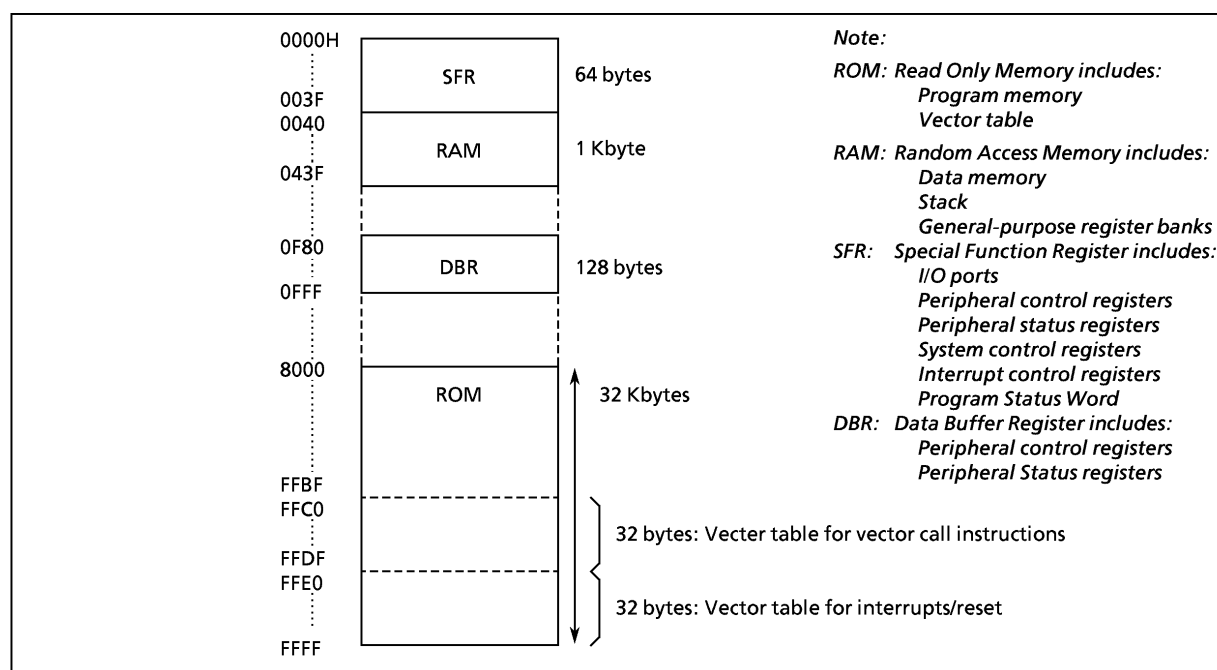 0000H
SFR
64 bytes
003F
0040
RAM
1 Kbyte
043F
0F80
DBR
128 bytes
0FFF
8000
ROM
32 Kbytes
FFBF
FFC0
32 bytes: Vecter table for vector call instructions
FFDF
FFE0
32 bytes: Vector table for interrupts/reset
FFFF
Note:
ROM: Read Only Memory includes:
Program memory
Vector table
RAM: Random Access Memory includes:
Data memory
Stack
General-purpose register banks
SFR: Special Function Register includes:
I/O ports
Peripheral control registers
Peripheral status registers
System control registers
Interrupt control registers
Program Status Word
DBR: Data Buffer Register includes:
Peripheral control registers
Peripheral Status registers